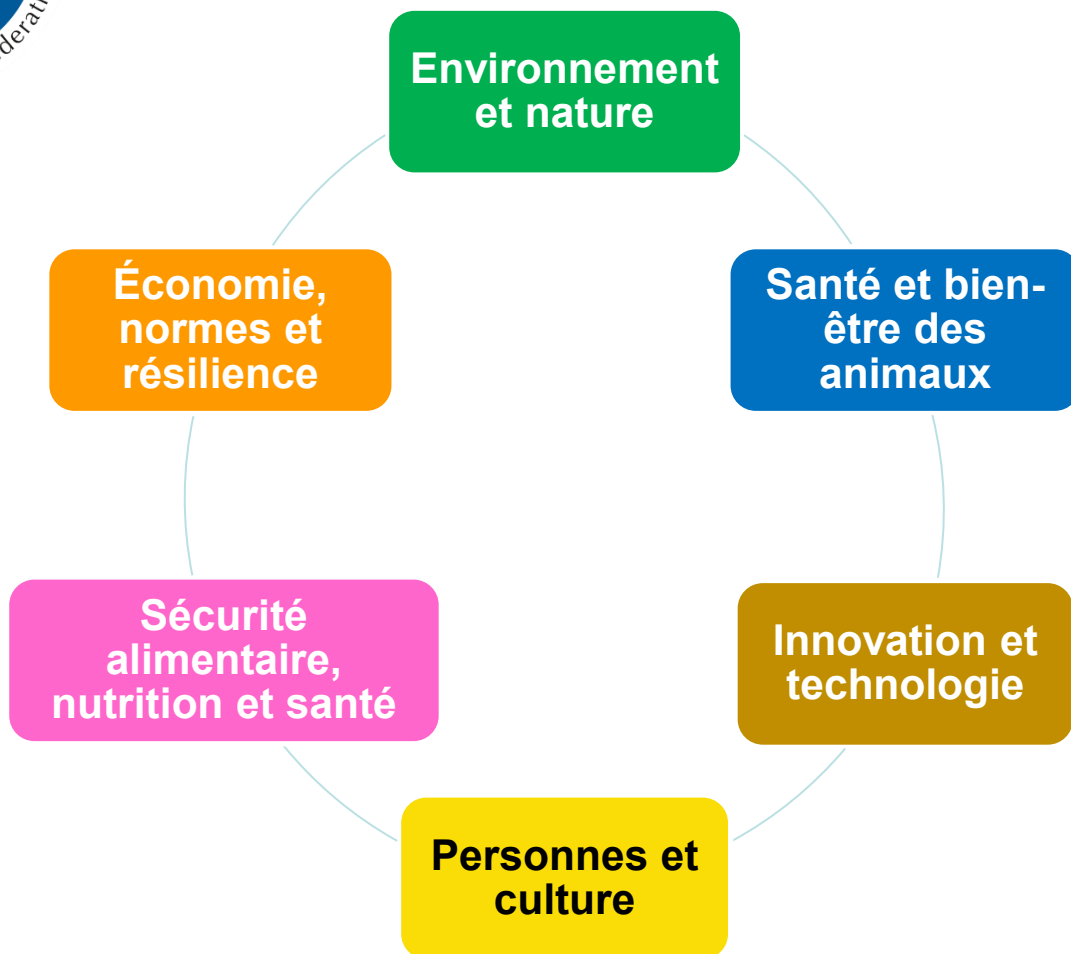 Environnement
et nature
Économie,
normes et
résilience
Santé et bien-
être des
animaux
Sécurité
alimentaire,
nutrition et santé
Innovation et
technologie
Personnes et
culture